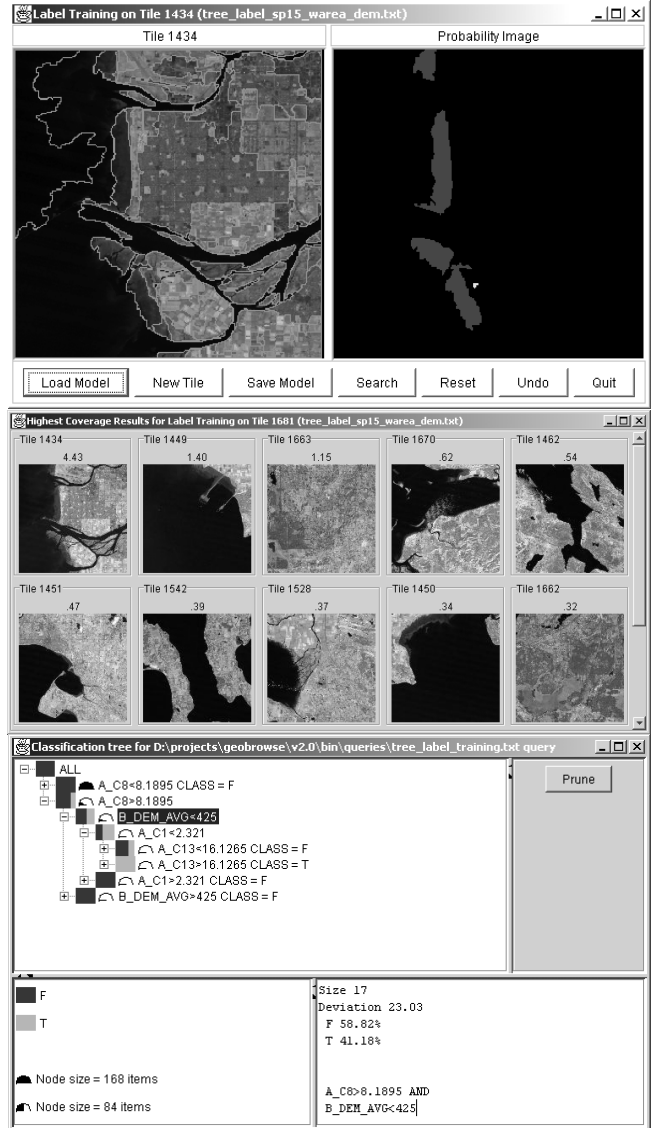 Label Training on Tile 1434 (tree_label_sp15_warea_dem.txt)
Tile 1434
Probability Image
Load Model
New Tile
Save Model
Search
Reset
Undo
Quit
Highest Coverage Results for Label Training on Tile 1681 (tree_label_sp15_warea_dem.txt)
Tile 1434
Tile 1449
Tile 1663
Tile 1670
Tile 1462
4.43
1.40
1.15
.62
.54
Tile 1451
Tile 1542
Tile 1528
Tile 1450
Tile 1662
.47
.39
.37
.34
.32
Classification tree for D:\projects\geobrowse\v2.0\bin\queries\tree_label_training.txt query
ALL
A_C8<8.1895 CLASS = F
A_C8>8.1895
B_DEM_AVG<425
A_C1<2.321
A_C13<16.1265 CLASS = F
A_C13>16.1265 CLASS = T
A_C1>2.321 CLASS = F
B_DEM_AVG>425 CLASS = F
Prune
F
T
Node size = 168 items
Node size = 84 items
Size 17
Deviation 23.03
F 58.82%
T 41.18%
A_C8>8.1895 AND
B_DEM_AVG<425